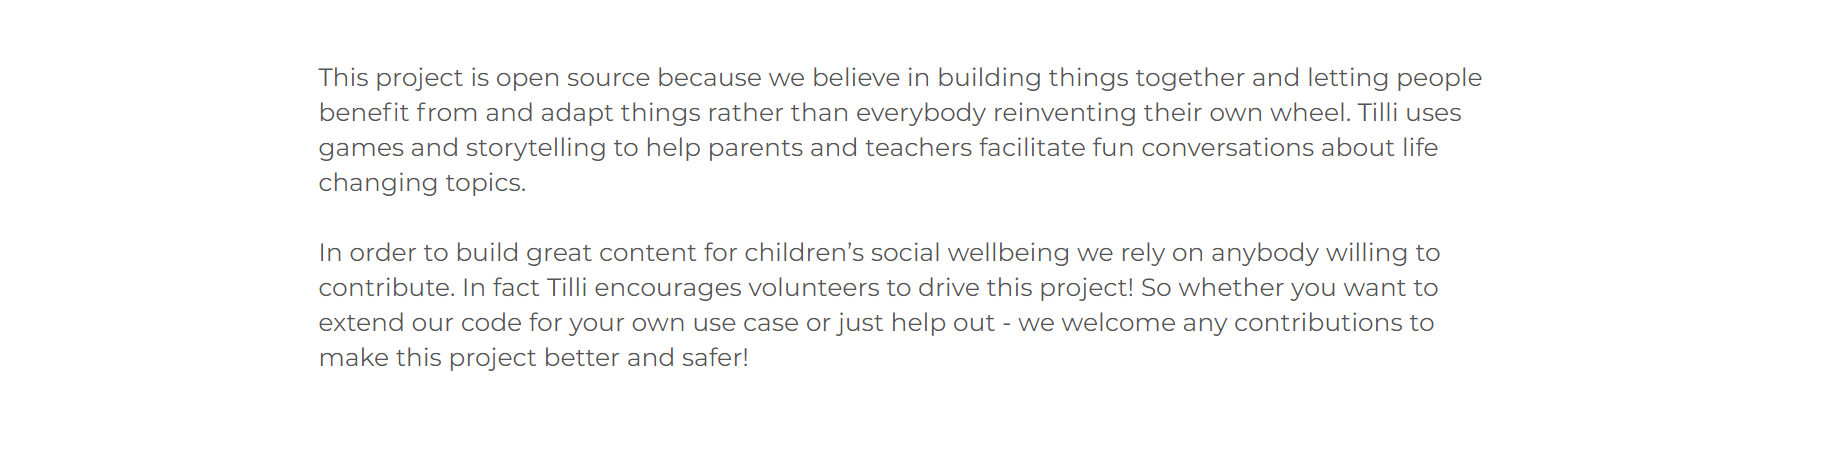 This project is open source because we believe in building things together and letting people
benefit from and adapt things rather than everybody reinventing their own wheel. Tilli uses
games and storytelling to help parents and teachers facilitate fun conversations about life
changing topics.
In order to build great content for children’s social wellbeing we rely on anybody willing to
contribute. In fact Tilli encourages volunteers to drive this project! So whether you want to
extend our code for your own use case or just help out - we welcome any contributions to
make this project better and safer!